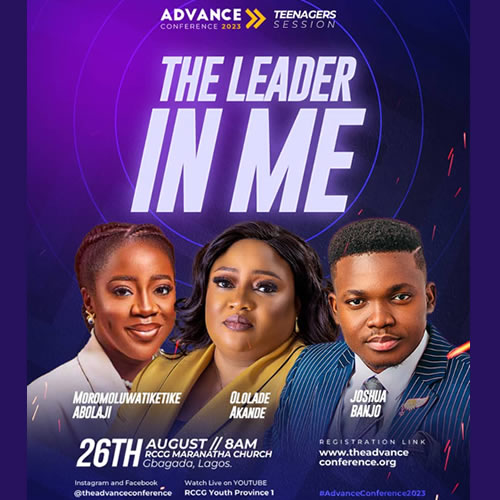 ADVANCE
CONFERENCE 2023
TEENAGERS
SESSION
THE LEADER
IN ME
MOROMOLUWATIKETIKE
ABOLAJI
OLOLADE
AKANDE
JOSHUA
BANJO
26TH
AUGUST // 8AM
RCCG MARANATHA CHURCH
Gbagada, Lagos.
REGISTRATION LINK
www.theadvance
conference.org
Instagram and Facebook
@theadvanceconference
Watch Live on YOUTUBE
RCCG Youth Province 1
#AdvanceConference2023